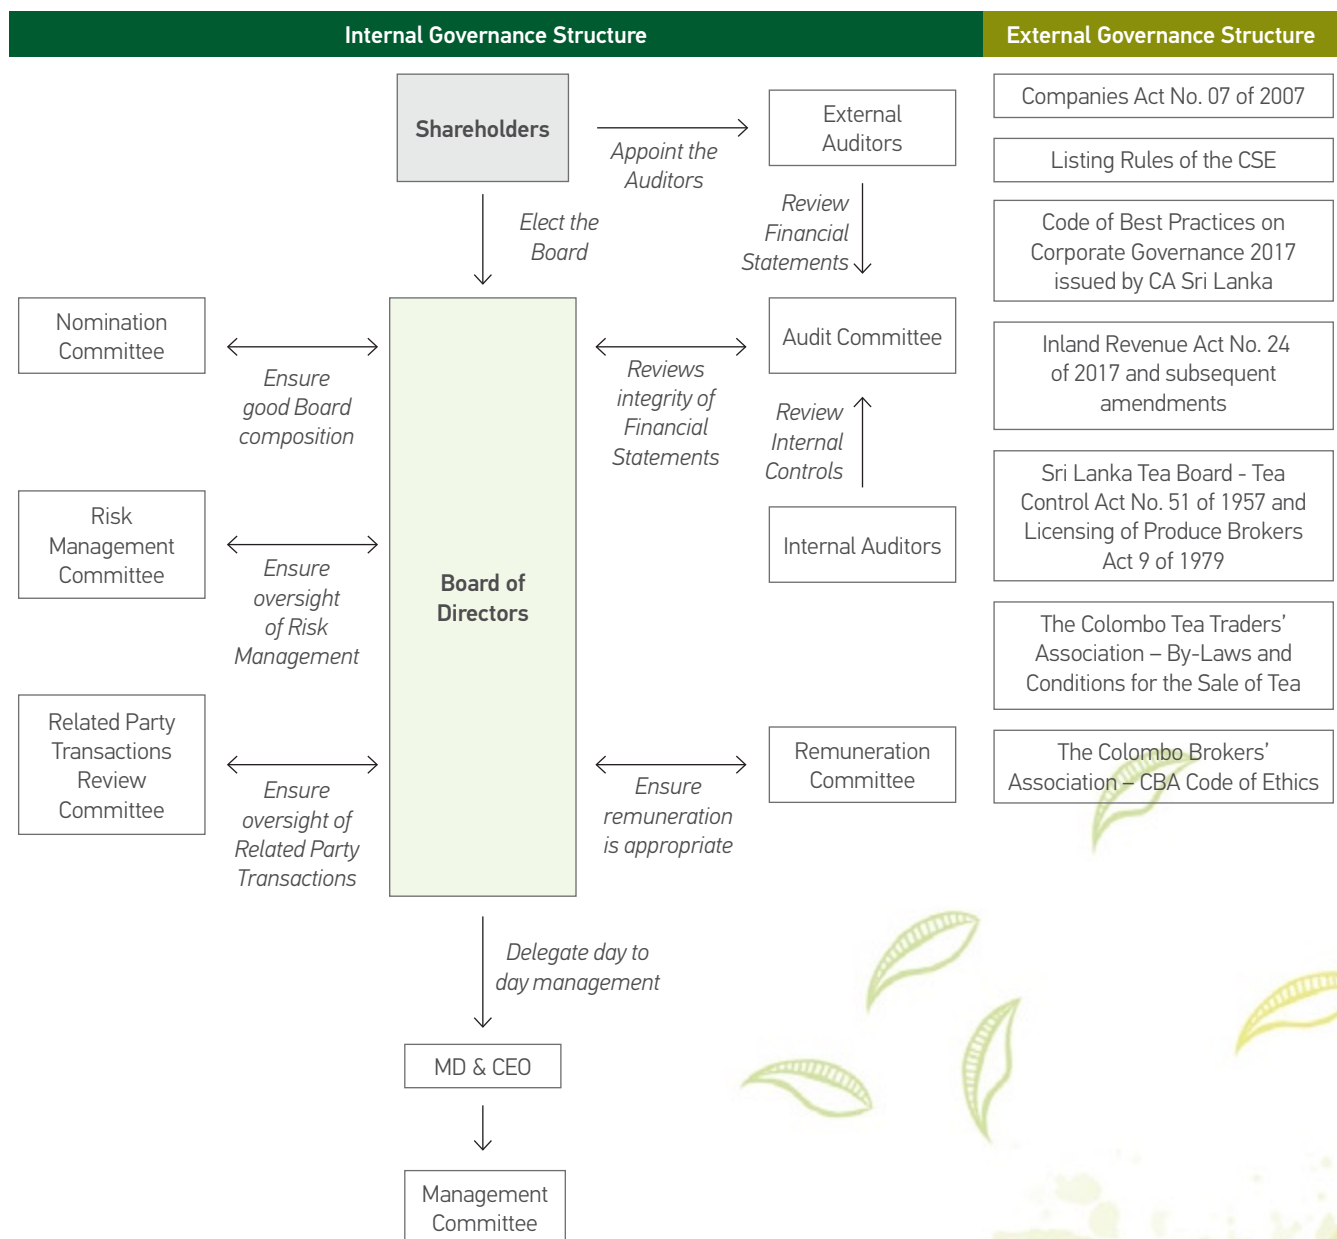 Internal Governance Structure
External Governance Structure
Shareholders
Appoint the
Auditors
External
Auditors
Elect the
Board
Review
Financial
Statements
Nomination
Committee
Ensure
good Board
composition
Board of
Directors
Reviews
integrity of
Financial
Statements
Audit Committee
Review
Internal
Controls
Risk
Management
Committee
Ensure
oversight
of Risk
Management
Internal Auditors
Related Party
Transactions
Review
Committee
Ensure
oversight of
Related Party
Transactions
Ensure
remuneration
is appropriate
Remuneration
Committee
Delegate day to
day management
MD & CEO
Management
Committee
Companies Act No. 07 of 2007
Listing Rules of the CSE
Code of Best Practices on
Corporate Governance 2017
issued by CA Sri Lanka
Inland Revenue Act No. 24
of 2017 and subsequent
amendments
Sri Lanka Tea Board - Tea
Control Act No. 51 of 1957 and
Licensing of Produce Brokers
Act 9 of 1979
The Colombo Tea Traders’
Association – By-Laws and
Conditions for the Sale of Tea
The Colombo Brokers’
Association – CBA Code of Ethics